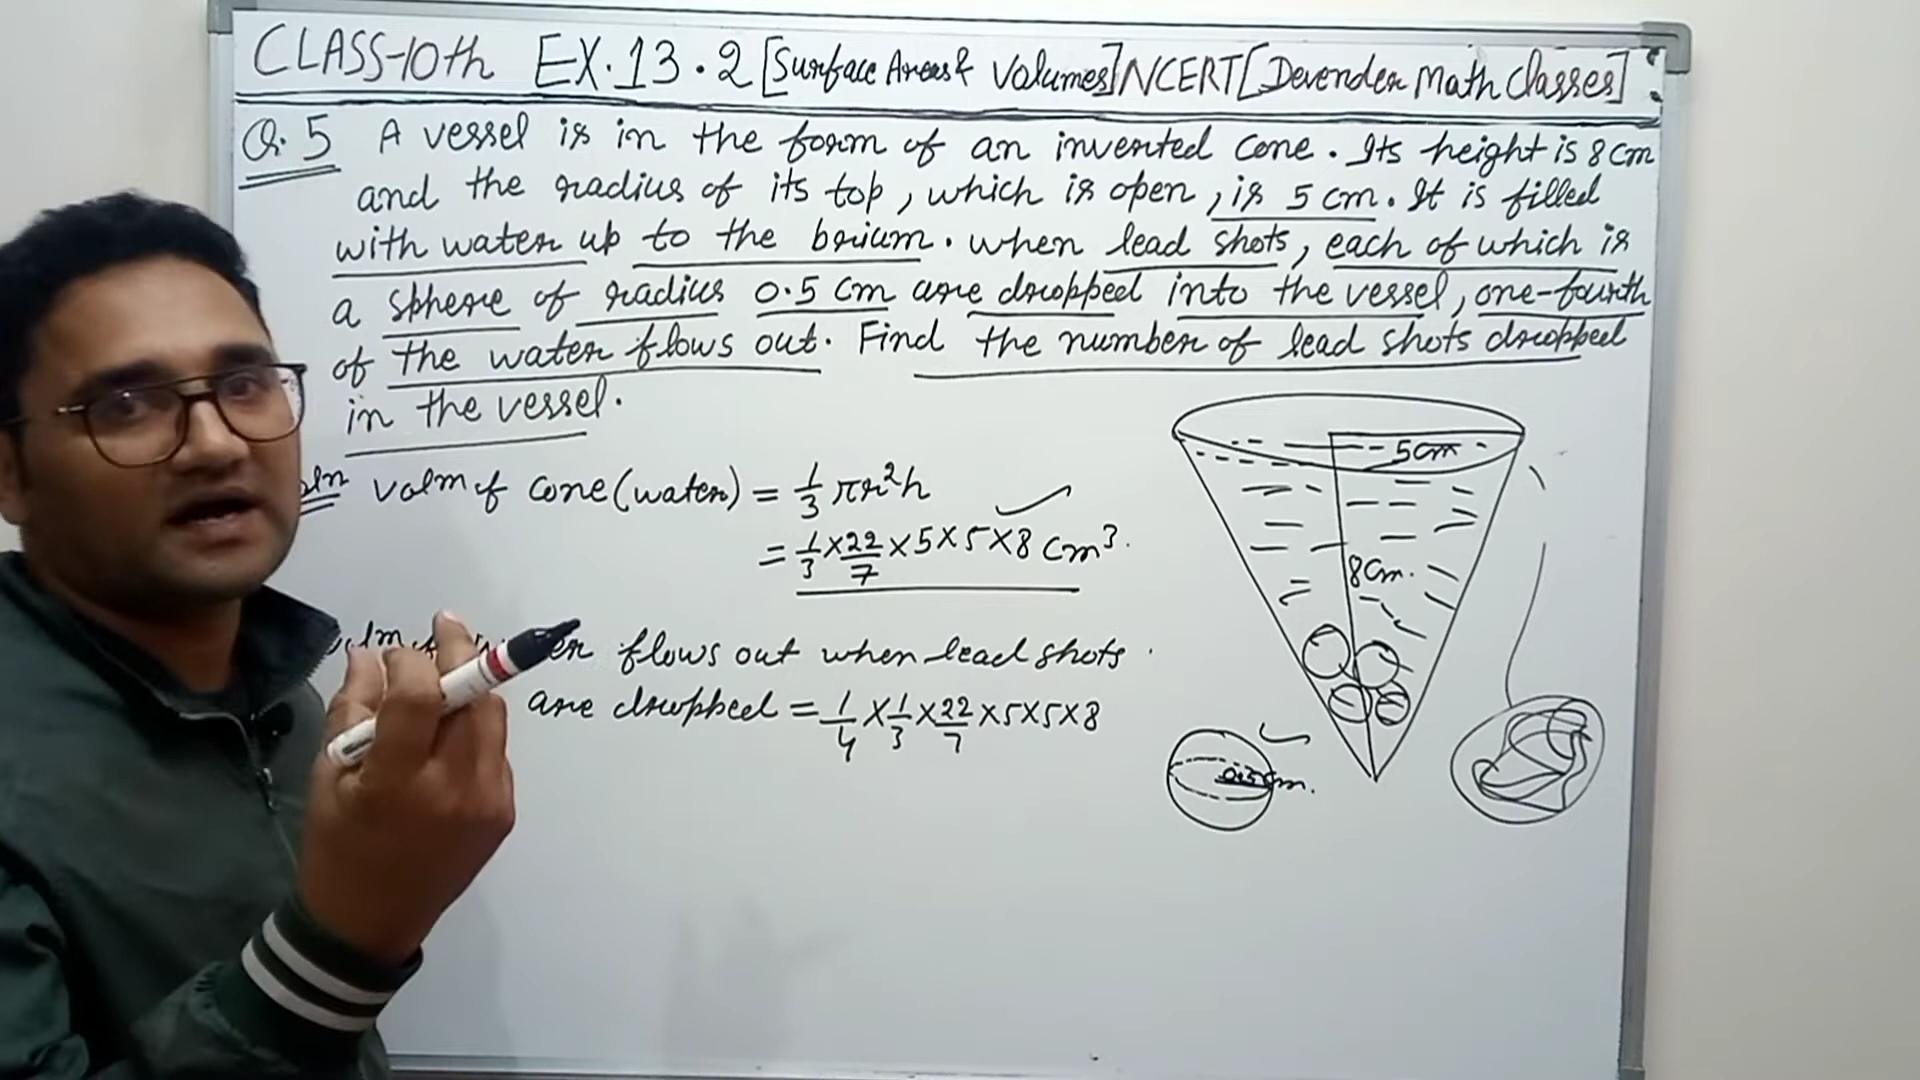 CLASS-10th EX.13.2 [Surface Areas & Volumes] NCERT [Devender Math Classes]
Q.5 A vessel is in the form of an inverted cone. Its height is 8 cm
and the radius of its top, which is open, is 5 cm. It is filled
with water up to the brium. when lead shots, each of which is
a sphere of radius 0.5 cm are dropped into the vessel, one-fourth
of the water flows out. Find the number of lead shots dropped
in the vessel.
Soln volm of cone (water) = 1/3 πr²h
= 1/3 × 22/7 × 5 × 5 × 8 cm³.
flows out when lead shots
are dropped = 1/4 × 1/3 × 22/7 × 5 × 5 × 8
5cm
8cm.
0.5cm.